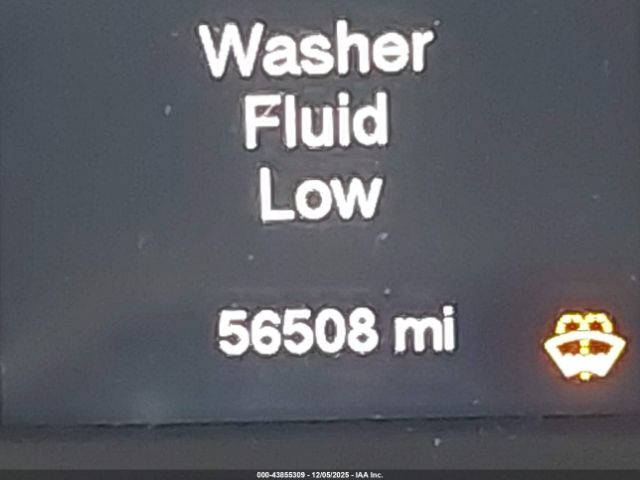 Washer
Fluid
Low
56508 mi
000-43855309 - 12/05/2025 - IAA Inc.